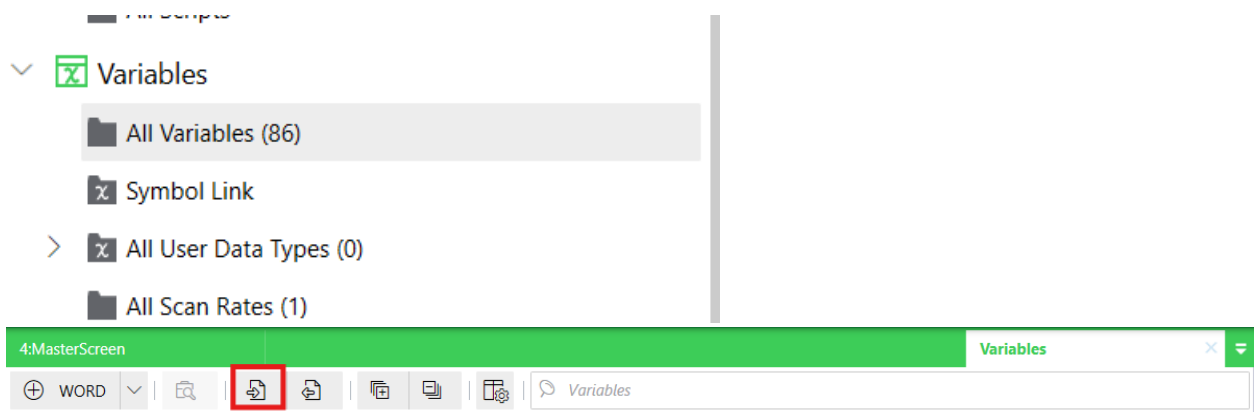 Variables
All Variables (86)
Symbol Link
All User Data Types (0)
All Scan Rates (1)
4:MasterScreen
Variables
WORD
Variables